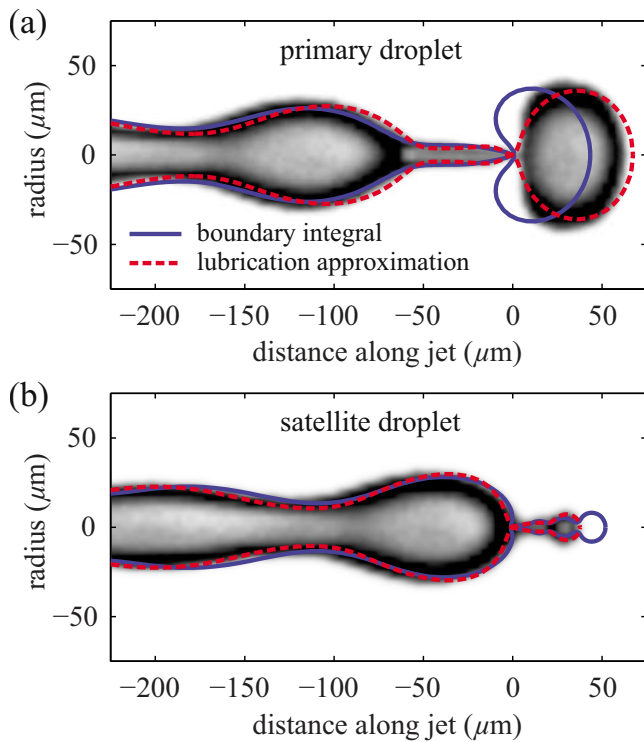 (a)
primary droplet
50
0
−50
radius (μm)
boundary integral
lubrication approximation
−200 −150 −100 −50 0 50
distance along jet (μm)
(b)
satellite droplet
50
0
−50
radius (μm)
−200 −150 −100 −50 0 50
distance along jet (μm)